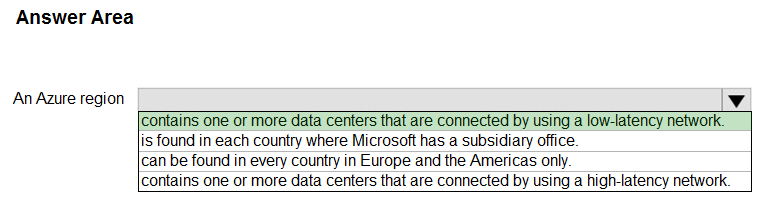 Answer Area
An Azure region
contains one or more data centers that are connected by using a low-latency network.
is found in each country where Microsoft has a subsidiary office.
can be found in every country in Europe and the Americas only.
contains one or more data centers that are connected by using a high-latency network.